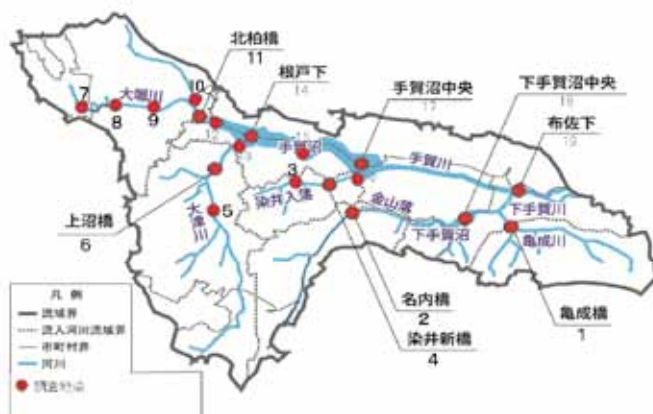 北柏橋
11
根戸下
14
手賀沼中央
17
下手賀沼中央
18
布佐下
19
10
7
8
9
大堀川
手賀沼
手賀川
3
染井入落
金山落
下手賀川
下手賀沼
亀成川
上沼橋
6
大津川
5
名内橋
2
染井新橋
4
亀成橋
1
凡例
流域界
流入河川流域界
市町村界
河川
調査地点